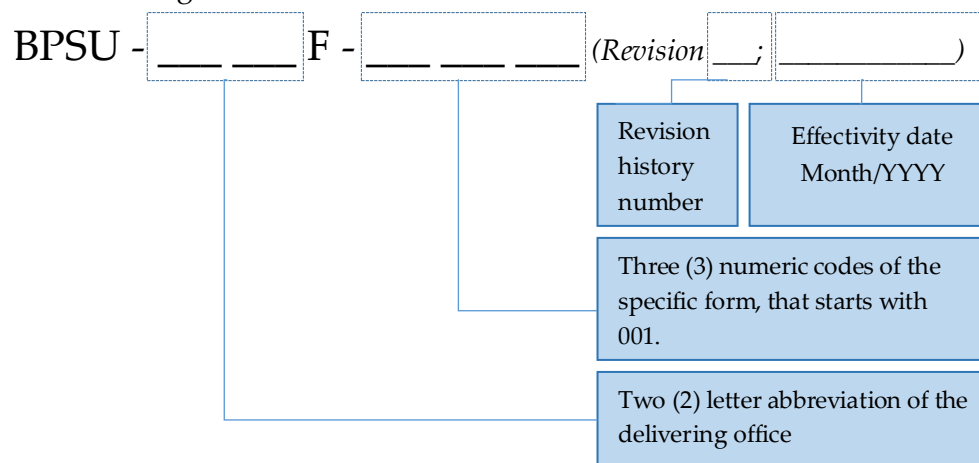 BPSU - ___ ___ F - ___ ___ ___ (Revision ___; ____________)
Revision
history
number
Effectivity date
Month/YYYY
Three (3) numeric codes of the
specific form, that starts with
001.
Two (2) letter abbreviation of the
delivering office